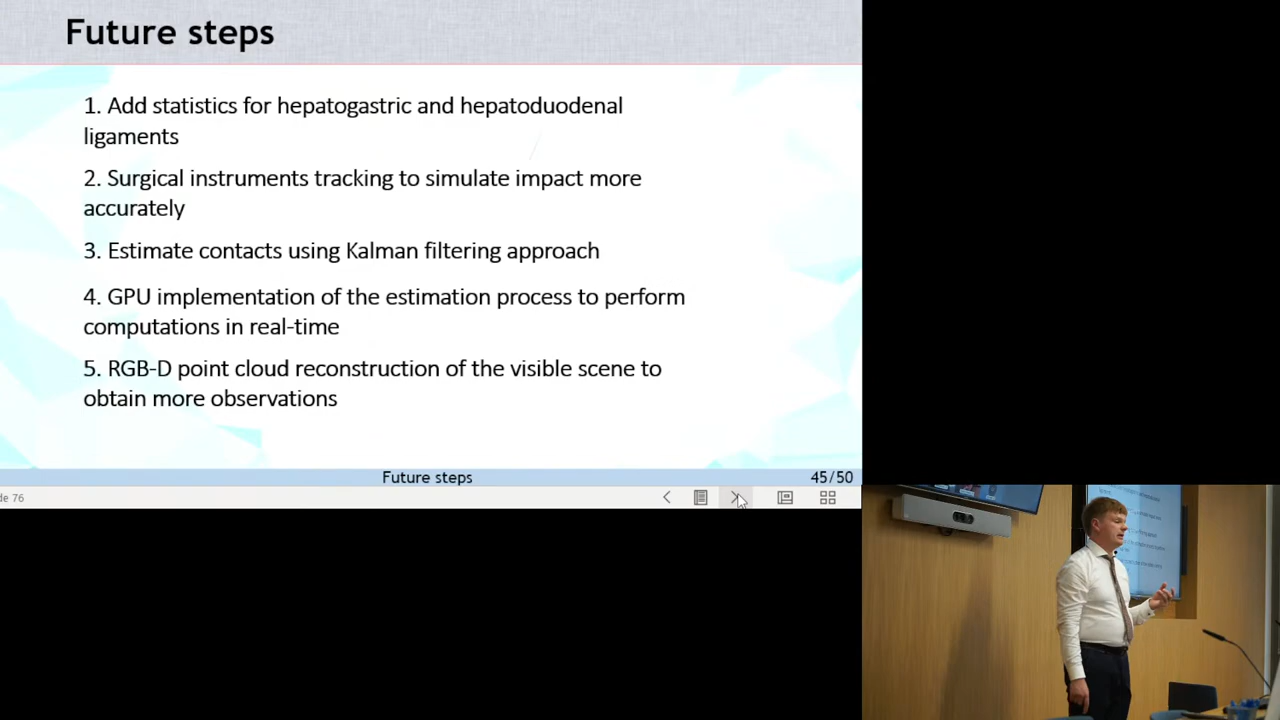 Future steps
1. Add statistics for hepatogastric and hepatoduodenal
ligaments
2. Surgical instruments tracking to simulate impact more
accurately
3. Estimate contacts using Kalman filtering approach
4. GPU implementation of the estimation process to perform
computations in real-time
5. RGB-D point cloud reconstruction of the visible scene to
obtain more observations
Future steps
45/50
de 76